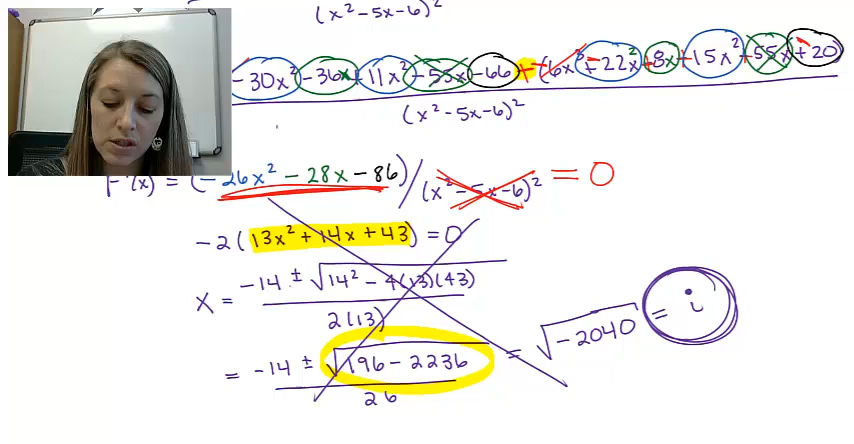 (x²-5x-6)²
-30x² -36x +11x² -55x -66 + - (6x³ + -22x² + 8x + -15x² + 55x + 20)
(x²-5x-6)²
F'(x) = (-26x² - 28x - 86) / (x²-5x-6)² = 0
-2(13x² + 14x + 43) = 0
x = -14 ± √14² - 4(13)(43)
2(13)
= -14 ± √196 - 2236 = √-2040 = i
26